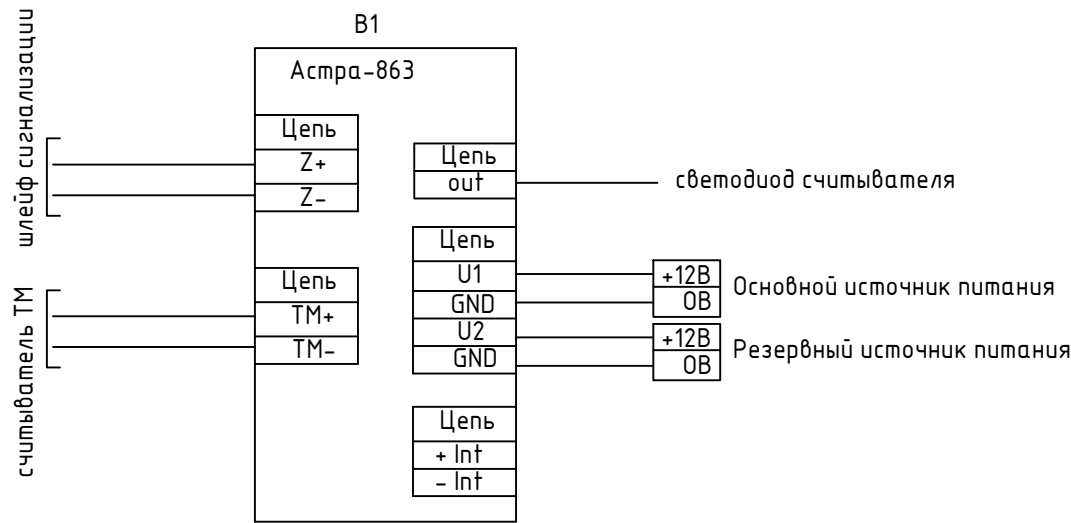 В1
Астра-863
шлейф сигнализации
Цепь
Z+
Z-
считыватель ТМ
Цепь
ТМ+
ТМ-
Цепь
out
светодиод считывателя
Цепь
U1
GND
U2
GND
+12В
0В
Основной источник питания
+12В
0В
Резервный источник питания
Цепь
+ Int
- Int